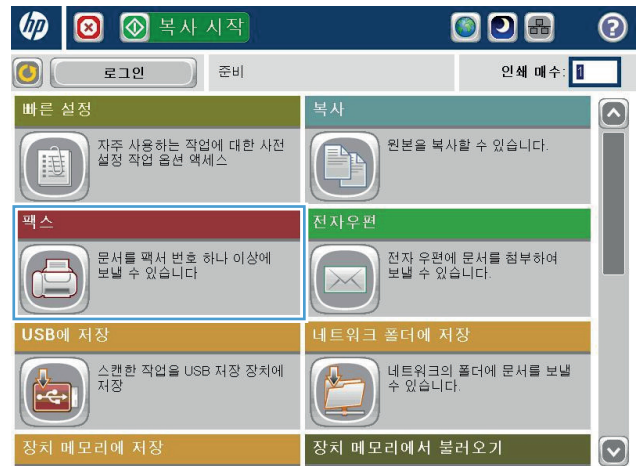 hp
복사 시작
?
로그인
준비
인쇄 매수: 1
빠른 설정
자주 사용하는 작업에 대한 사전
설정 작업 옵션 액세스
복사
원본을 복사할 수 있습니다.
팩스
문서를 팩서 번호 하나 이상에
보낼 수 있습니다
전자우편
전자 우편에 문서를 첨부하여
보낼 수 있습니다.
USB에 저장
스캔한 작업을 USB 저장 장치에
저장
네트워크 폴더에 저장
네트워크의 폴더에 문서를 보낼
수 있습니다.
장치 메모리에 저장
장치 메모리에서 불러오기